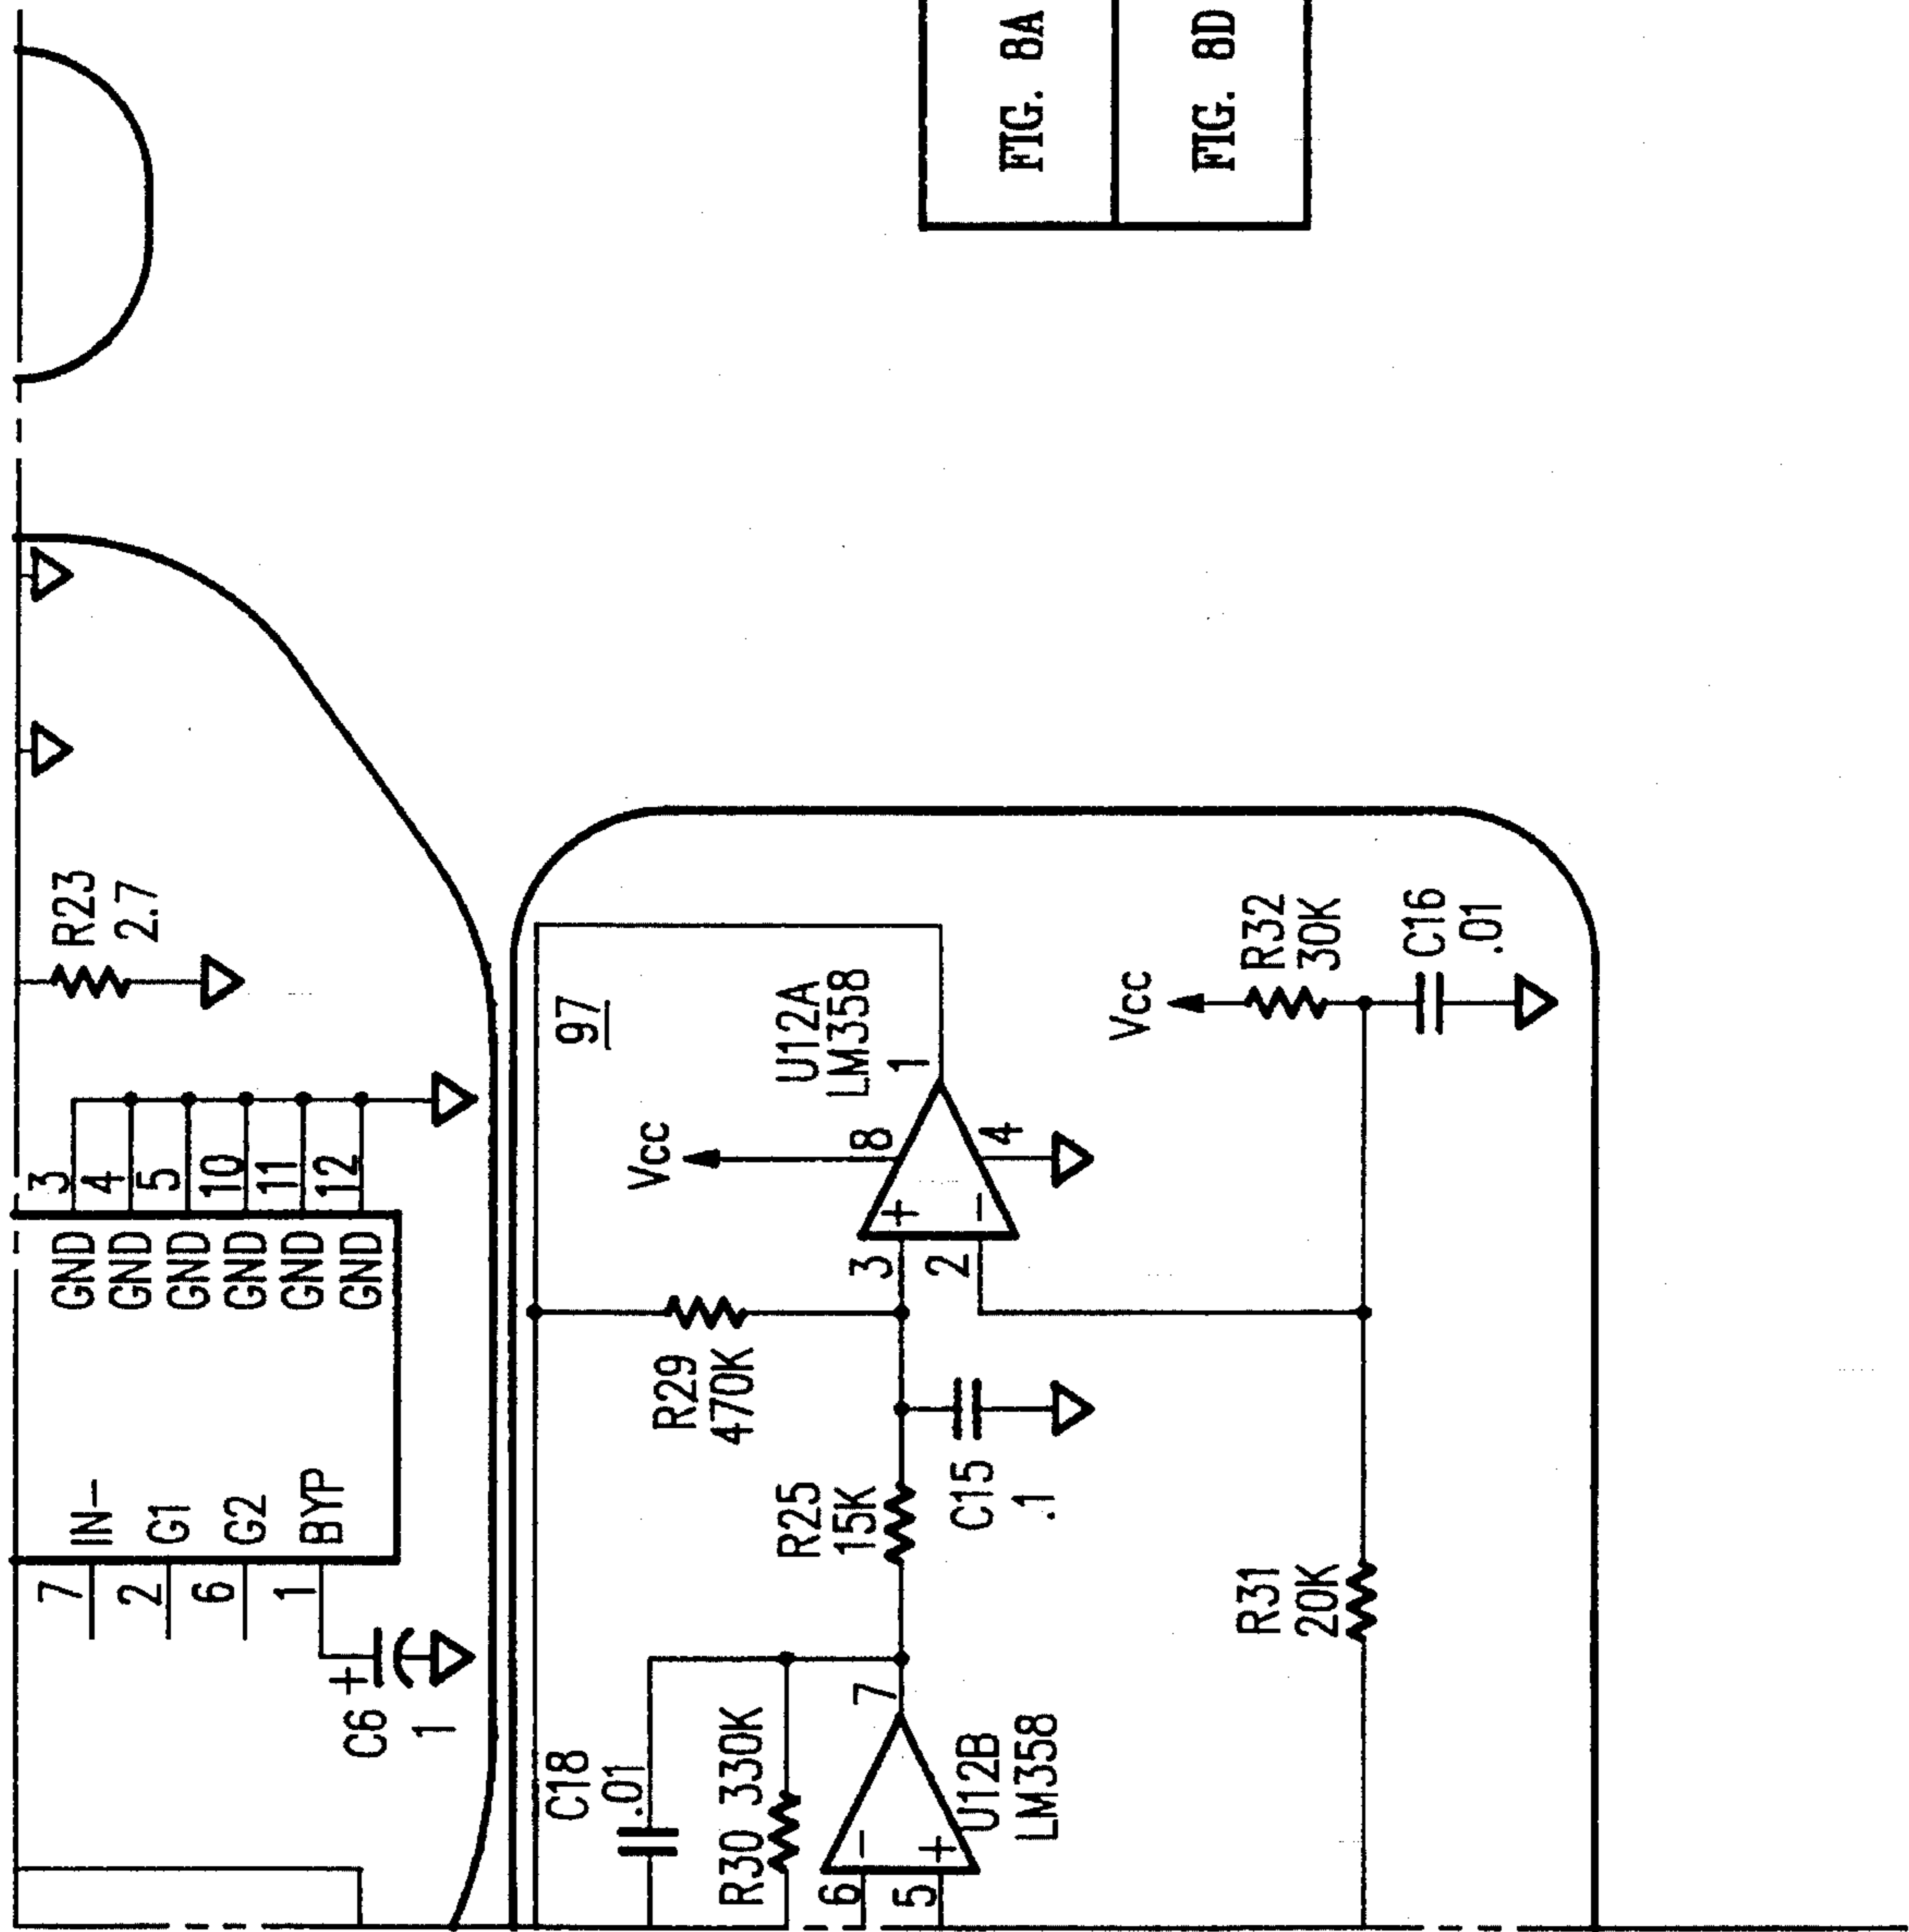 FIG. 8A
FIG. 8D
R23
2.7
3
4
5
10
11
12
GND
GND
GND
GND
GND
GND
IN-
G1
G2
BYP
7
2
6
1
C6 +
1
97
U12A
LM358
Vcc
8
1
4
+
-
3
2
R29
470K
R25
15K
C15
.1
Vcc
R32
30K
C16
.01
R31
20K
C18
.01
R30 330K
7
-
+
6
5
U12B
LM358